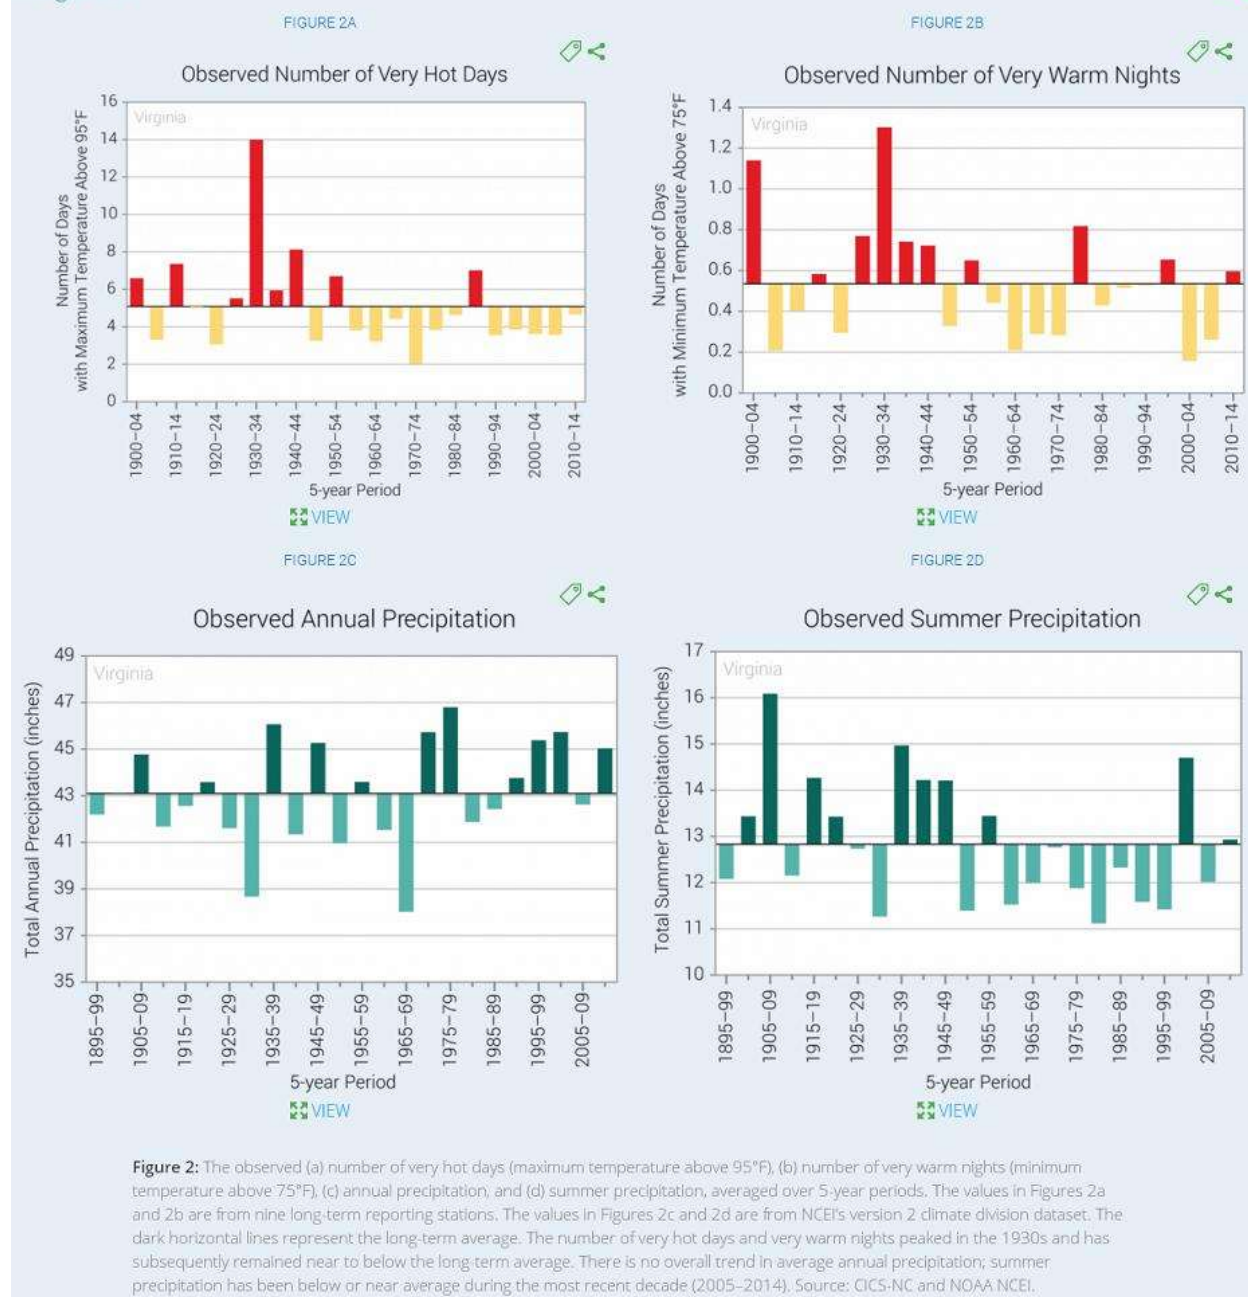 FIGURE 2A
Observed Number of Very Hot Days
Number of Days
with Maximum Temperature Above 95°F
16
14
12
10
8
6
4
2
0
Virginia
1900–04
1910–14
1920–24
1930–34
1940–44
1950–54
1960–64
1970–74
1980–84
1990–94
2000–04
2010–14
5-year Period
VIEW
FIGURE 2B
Observed Number of Very Warm Nights
Number of Days
with Minimum Temperature Above 75°F
1.4
1.2
1.0
0.8
0.6
0.4
0.2
0.0
Virginia
1900–04
1910–14
1920–24
1930–34
1940–44
1950–54
1960–64
1970–74
1980–84
1990–94
2000–04
2010–14
5-year Period
VIEW
FIGURE 2C
Observed Annual Precipitation
Total Annual Precipitation (inches)
49
47
45
43
41
39
37
35
Virginia
1895–99
1905–09
1915–19
1925–29
1935–39
1945–49
1955–59
1965–69
1975–79
1985–89
1995–99
2005–09
5-year Period
VIEW
FIGURE 2D
Observed Summer Precipitation
Total Summer Precipitation (inches)
17
16
15
14
13
12
11
10
Virginia
1895–99
1905–09
1915–19
1925–29
1935–39
1945–49
1955–59
1965–69
1975–79
1985–89
1995–99
2005–09
5-year Period
VIEW
Figure 2: The observed (a) number of very hot days (maximum temperature above 95°F), (b) number of very warm nights (minimum
temperature above 75°F), (c) annual precipitation, and (d) summer precipitation, averaged over 5-year periods. The values in Figures 2a
and 2b are from nine long-term reporting stations. The values in Figures 2c and 2d are from NCEI's version 2 climate division dataset. The
dark horizontal lines represent the long-term average. The number of very hot days and very warm nights peaked in the 1930s and has
subsequently remained near to below the long-term average. There is no overall trend in average annual precipitation; summer
precipitation has been below or near average during the most recent decade (2005–2014). Source: CICS-NC and NOAA NCEI.